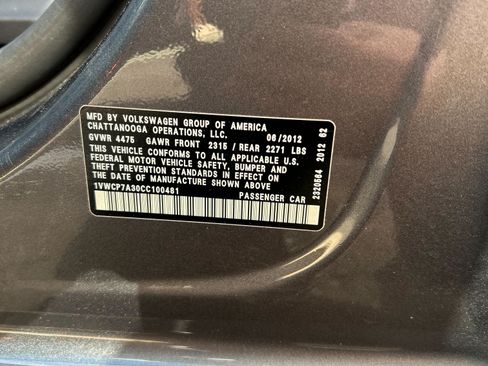 MFD BY VOLKSWAGEN GROUP OF AMERICA
CHATTANOOGA OPERATIONS, LLC. 06/2012
GVWR 4475 GAWR FRONT 2315 / REAR 2271 LBS
THIS VEHICLE CONFORMS TO ALL APPLICABLE U.S.
FEDERAL MOTOR VEHICLE SAFETY, BUMPER AND
THEFT PREVENTION STANDARDS IN EFFECT ON
THE DATE OF MANUFACTURE SHOWN ABOVE.
1VWCP7A30CC100481 PASSENGER CAR
2320564 2012 62